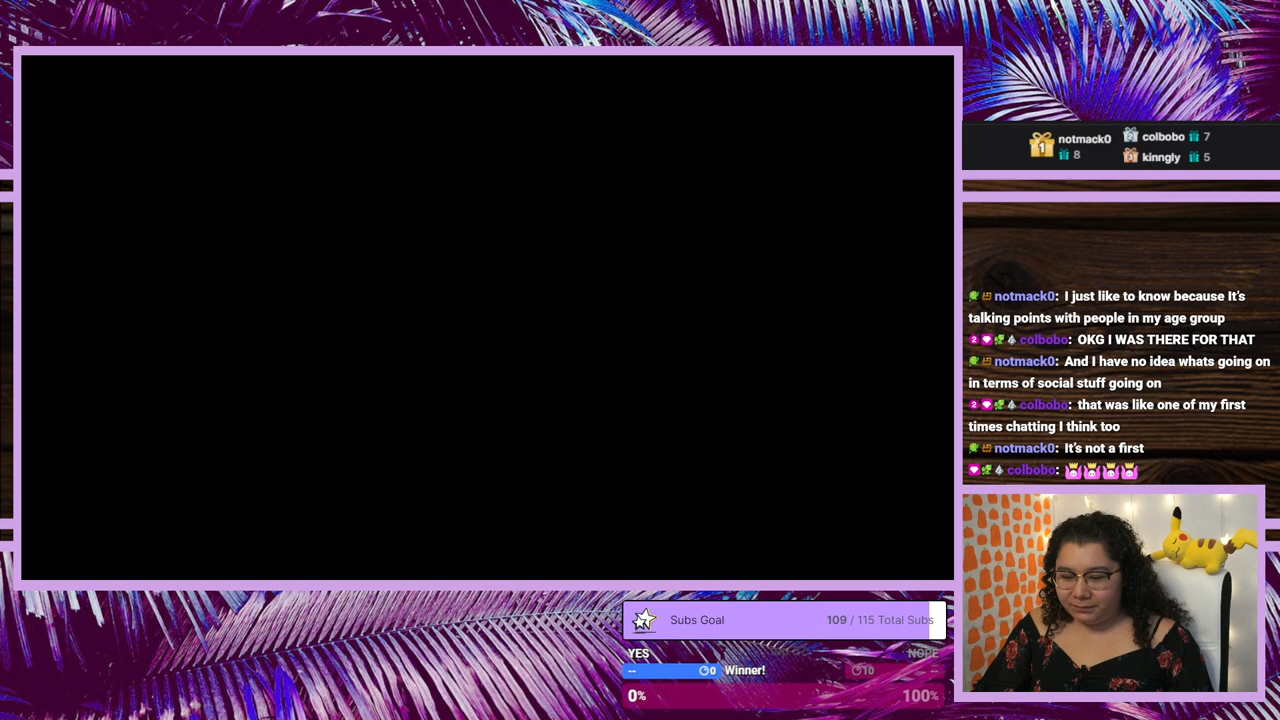 notmack0
8
colbobo 7
kinngly 5
notmack0: I just like to know because It's
talking points with people in my age group
colbobo: OKG I WAS THERE FOR THAT
notmack0: And I have no idea whats going on
in terms of social stuff going on
colbobo: that was like one of my first
times chatting I think too
notmack0: It's not a first
colbobo:
Subs Goal 109 / 115 Total Subs
YES NOPE
-- 0 Winner! 10 --
0% 100%